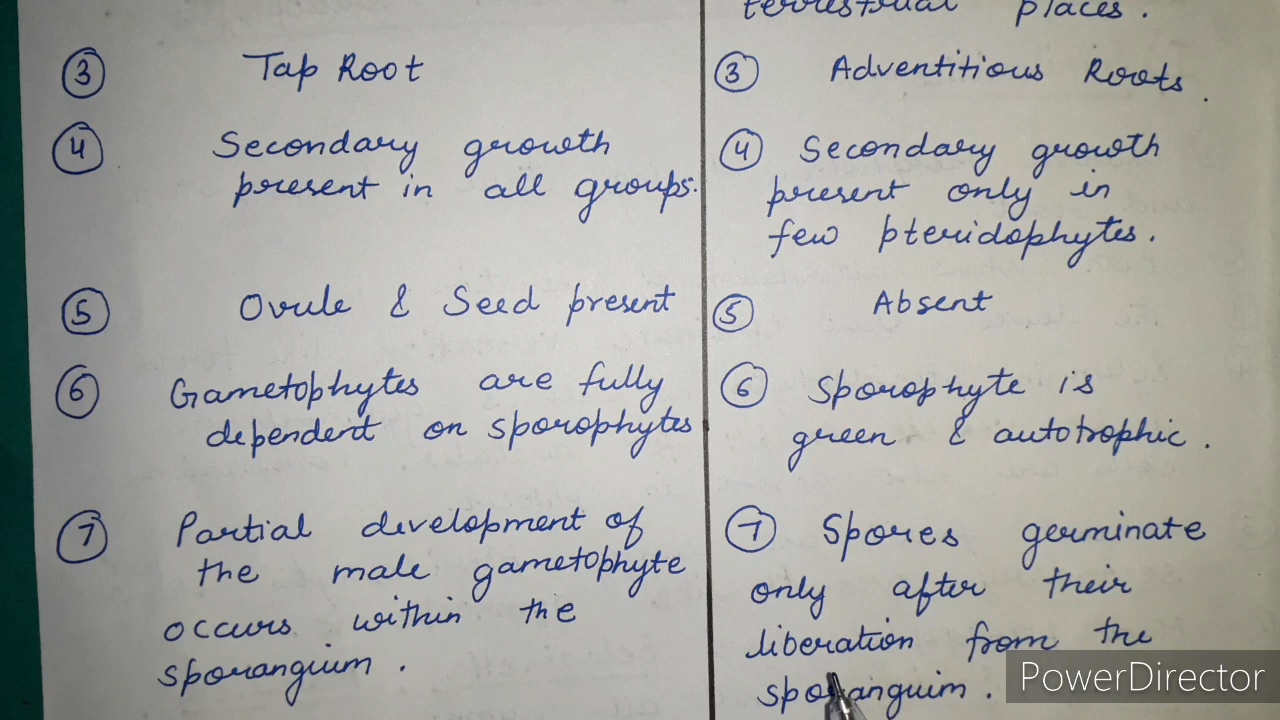 terrestrial places.
③ Tap Root
④ Secondary growth
present in all groups.
⑤ Ovule & Seed present
⑥ Gametophytes are fully
dependent on sporophytes
⑦ Partial development of
the male gametophyte
occurs within the
sporangium.
③ Adventitious Roots.
④ Secondary growth
present only in
few pteridophytes.
⑤ Absent
⑥ Sporophyte is
green & autotrophic.
⑦ Spores germinate
only after their
liberation from the
sporanguim.
PowerDirector